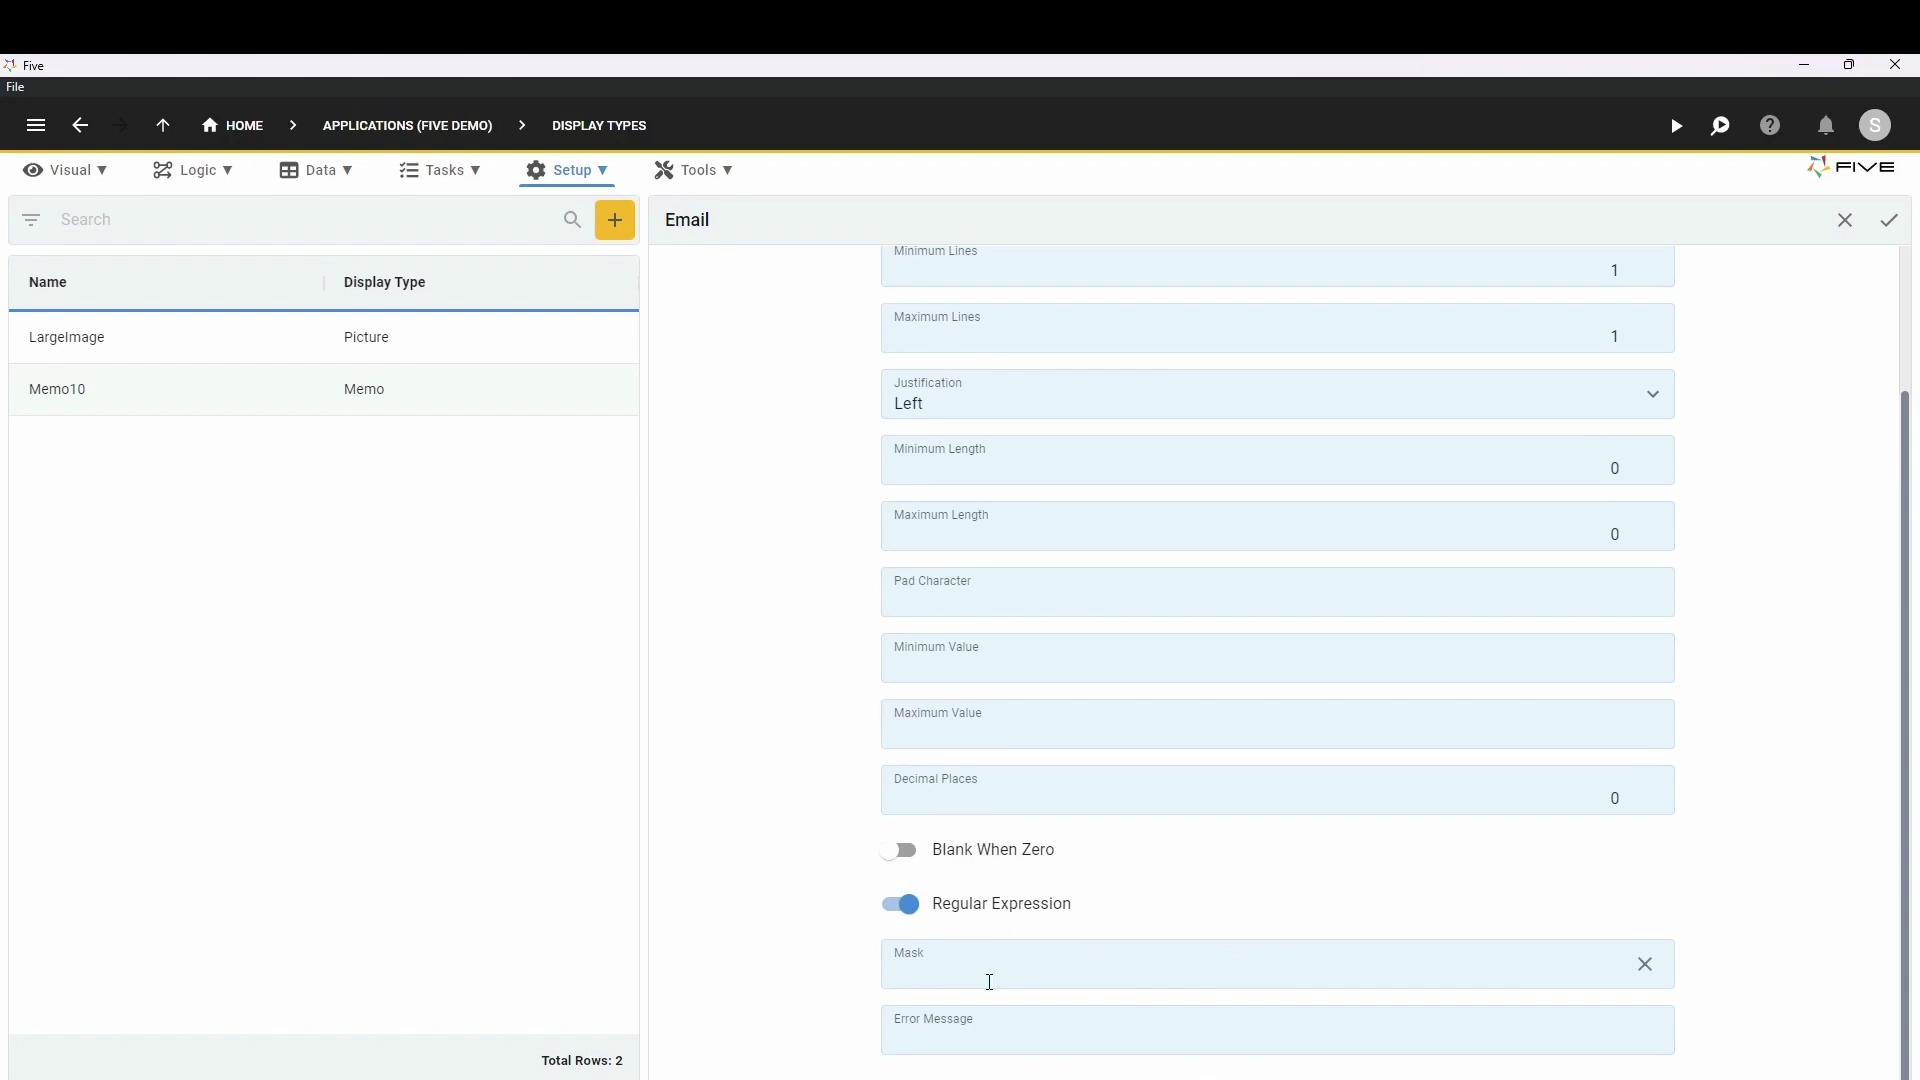 Five
File
HOME
APPLICATIONS (FIVE DEMO)
DISPLAY TYPES
S
Visual
Logic
Data
Tasks
Setup
Tools
FIVE
Search
Email
Name
Display Type
LargeImage
Picture
Memo10
Memo
Total Rows: 2
Minimum Lines
1
Maximum Lines
1
Justification
Left
Minimum Length
0
Maximum Length
0
Pad Character
Minimum Value
Maximum Value
Decimal Places
0
Blank When Zero
Regular Expression
Mask
Error Message